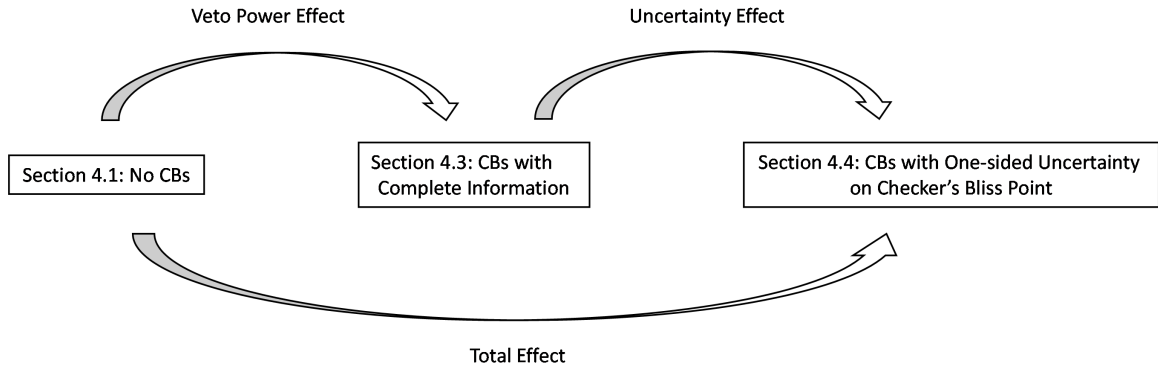 Veto Power Effect
Uncertainty Effect
Section 4.1: No CBs
Section 4.3: CBs with
Complete Information
Section 4.4: CBs with One-sided Uncertainty
on Checker's Bliss Point
Total Effect